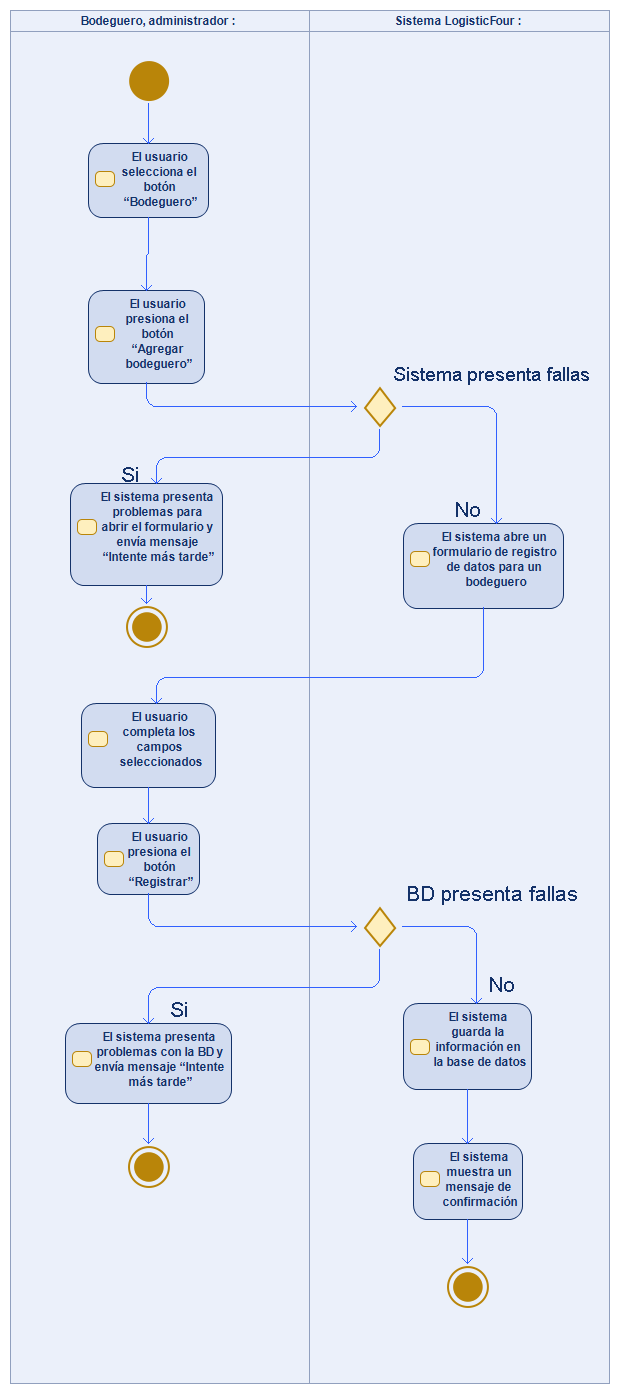 Bodeguero, administrador :
Sistema LogisticFour :
El usuario
selecciona el
botón
“Bodeguero”
El usuario
presiona el
botón
“Agregar
bodeguero”
Sistema presenta fallas
Si
El sistema presenta
problemas para
abrir el formulario y
envía mensaje
“Intente más tarde”
No
El sistema abre un
formulario de registro
de datos para un
bodeguero
El usuario
completa los
campos
seleccionados
El usuario
presiona el
botón
“Registrar”
BD presenta fallas
Si
El sistema presenta
problemas con la BD y
envía mensaje “Intente
más tarde”
No
El sistema
guarda la
información en
la base de datos
El sistema
muestra un
mensaje de
confirmación